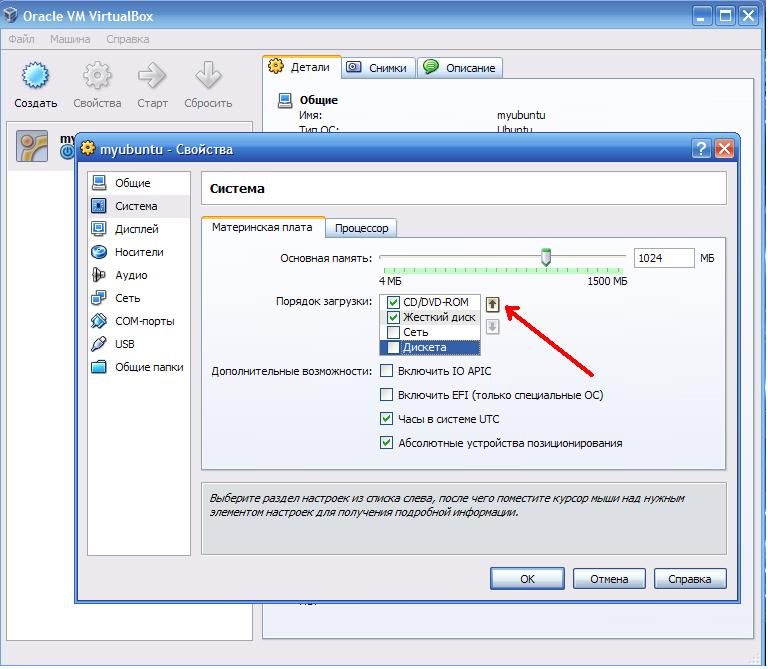 Oracle VM VirtualBox
Файл Машина Справка
Создать Свойства Старт Сбросить
Детали Снимки Описание
Общие
Имя: myubuntu
Тип ОС: Ubuntu
my
myubuntu - Свойства
Общие
Система
Дисплей
Носители
Аудио
Сеть
COM-порты
USB
Общие папки
Система
Материнская плата Процессор
Основная память: 1024 МБ
4 МБ 1500 МБ
Порядок загрузки: CD/DVD-ROM
Жесткий диск
Сеть
Дискета
Дополнительные возможности: Включить IO APIC
Включить EFI (только специальные ОС)
Часы в системе UTC
Абсолютные устройства позиционирования
Выберите раздел настроек из списка слева, после чего поместите курсор мыши над нужным
элементом настроек для получения подробной информации.
OK Отмена Справка